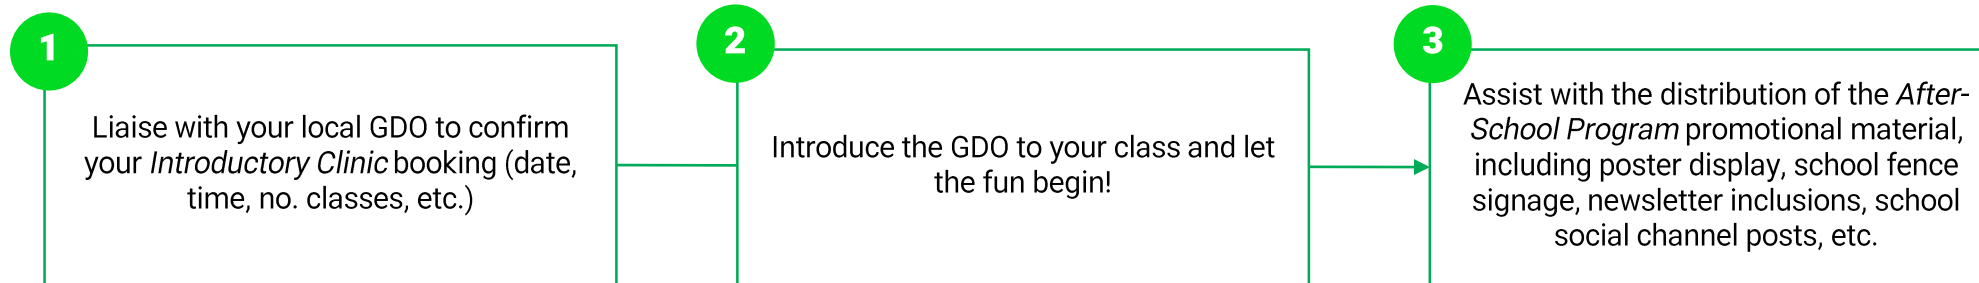 1
Liaise with your local GDO to confirm
your Introductory Clinic booking (date,
time, no. classes, etc.)
2
Introduce the GDO to your class and let
the fun begin!
3
Assist with the distribution of the After-
School Program promotional material,
including poster display, school fence
signage, newsletter inclusions, school
social channel posts, etc.